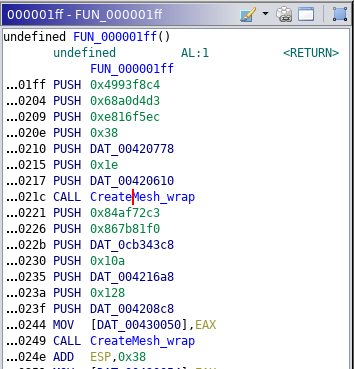 000001ff - FUN_000001ff
undefined FUN_000001ff()
undefined AL:1 <RETURN>
FUN_000001ff
...01ff PUSH 0x4993f8c4
...0204 PUSH 0x68a0d4d3
...0209 PUSH 0xe816f5ec
...020e PUSH 0x38
...0210 PUSH DAT_00420778
...0215 PUSH 0x1e
...0217 PUSH DAT_00420610
...021c CALL CreateMesh_wrap
...0221 PUSH 0x84af72c3
...0226 PUSH 0x867b81f0
...022b PUSH DAT_0cb343c8
...0230 PUSH 0x10a
...0235 PUSH DAT_004216a8
...023a PUSH 0x128
...023f PUSH DAT_004208c8
...0244 MOV [DAT_00430050],EAX
...0249 CALL CreateMesh_wrap
...024e ADD ESP,0x38